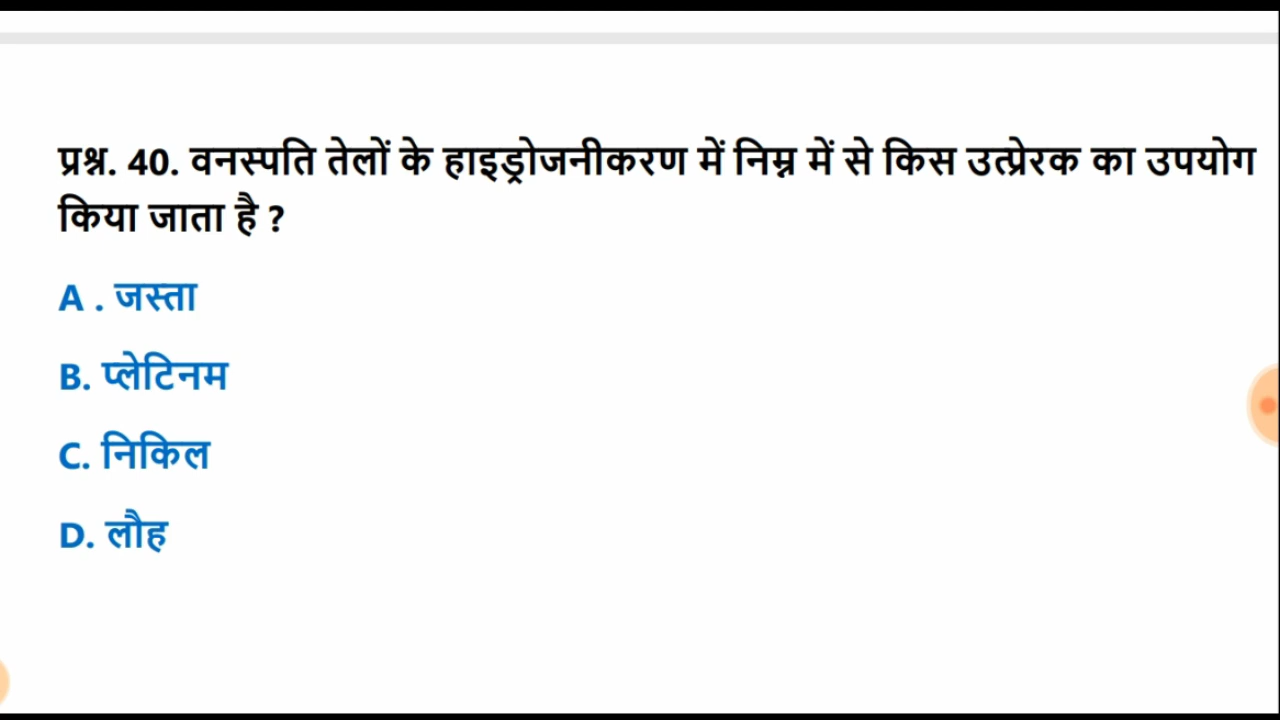 प्रश्न. 40. वनस्पति तेलों के हाइड्रोजनीकरण में निम्न में से किस उत्प्रेरक का उपयोग
किया जाता है ?
A . जस्ता
B. प्लेटिनम
C. निकिल
D. लौह